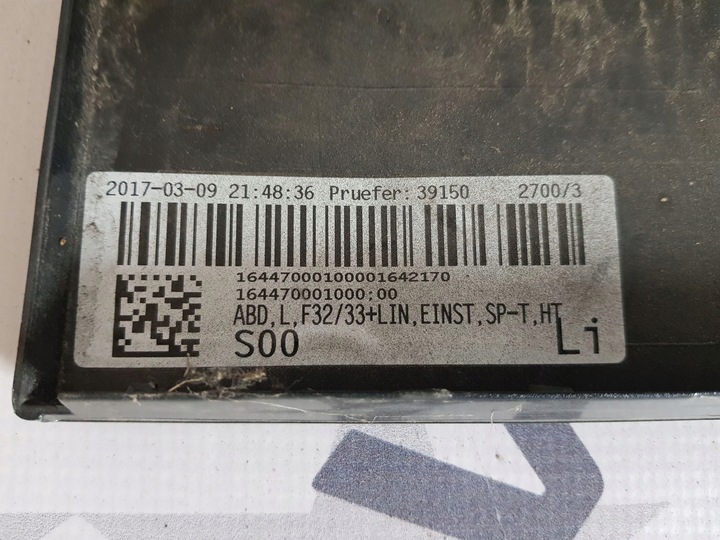 2017-03-09 21:48:36 Pruefer: 39150 2700/3
16447000100001642170
164470001000:00
ABD,L,F32/33+LIN,EINST,SP-T,HT
S00 Li